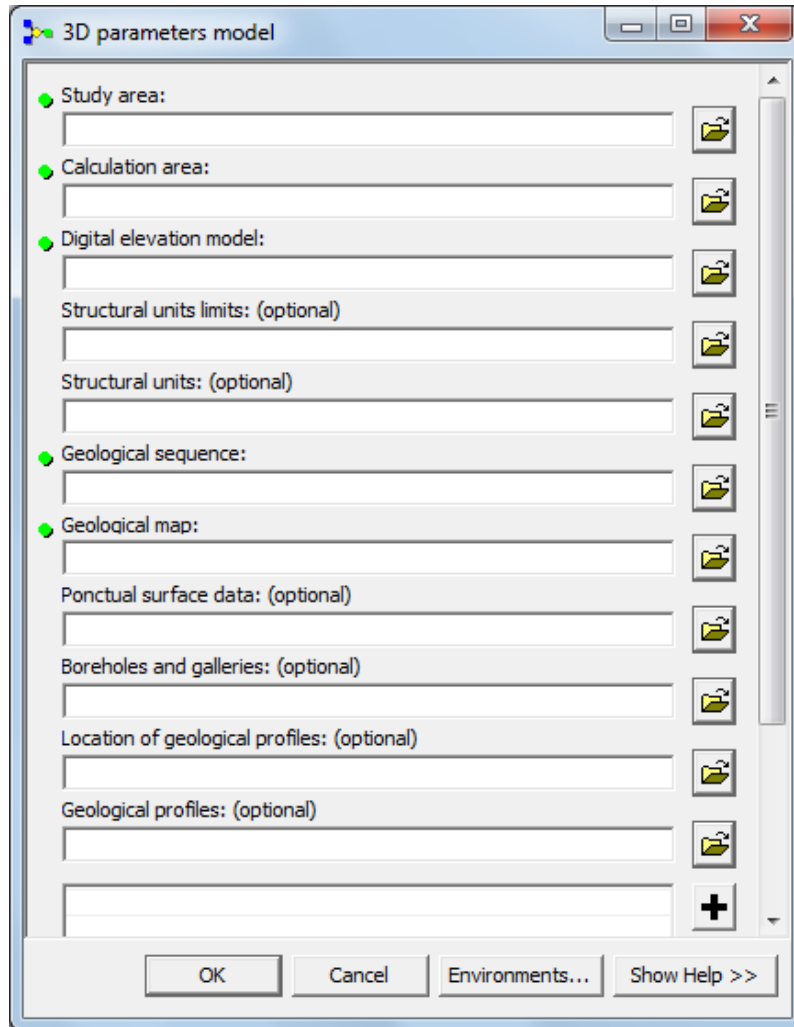 3D parameters model
Study area:
Calculation area:
Digital elevation model:
Structural units limits: (optional)
Structural units: (optional)
Geological sequence:
Geological map:
Ponctual surface data: (optional)
Boreholes and galleries: (optional)
Location of geological profiles: (optional)
Geological profiles: (optional)
OK Cancel Environments... Show Help >>